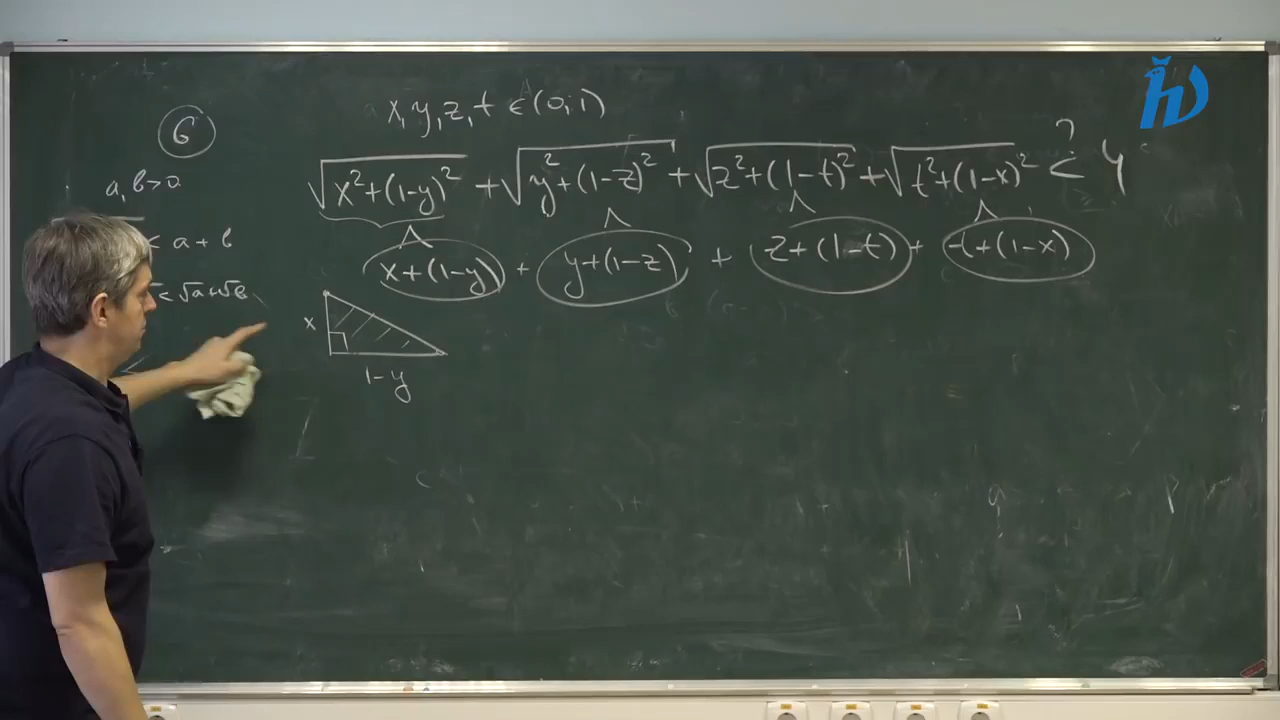 x, y, z, t ∈ (0; 1)
6
a, b > 0
√x²+(1-y)² + √y²+(1-z)² + √z²+(1-t)² + √t²+(1-x)² <? 4
< a + b
x+(1-y) + y+(1-z) + z+(1-t) + t+(1-x)
< √a+√b
x
1-y